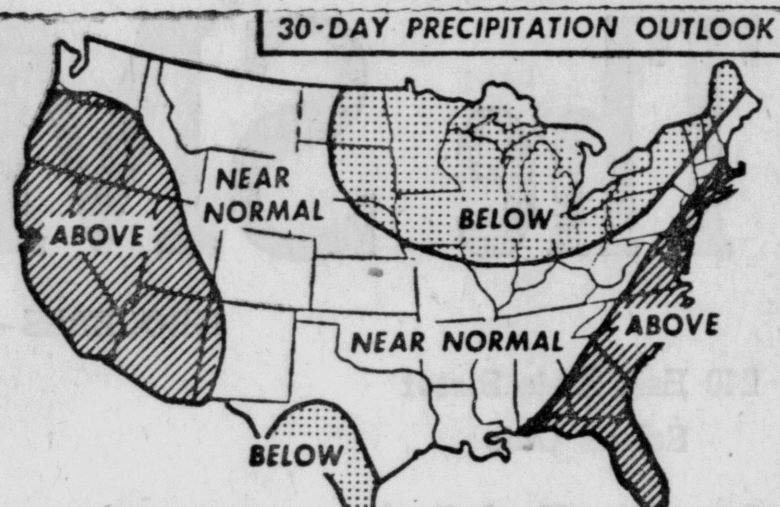 30-DAY PRECIPITATION OUTLOOK
NEAR
NORMAL
ABOVE
BELOW
NEAR NORMAL
ABOVE
BELOW